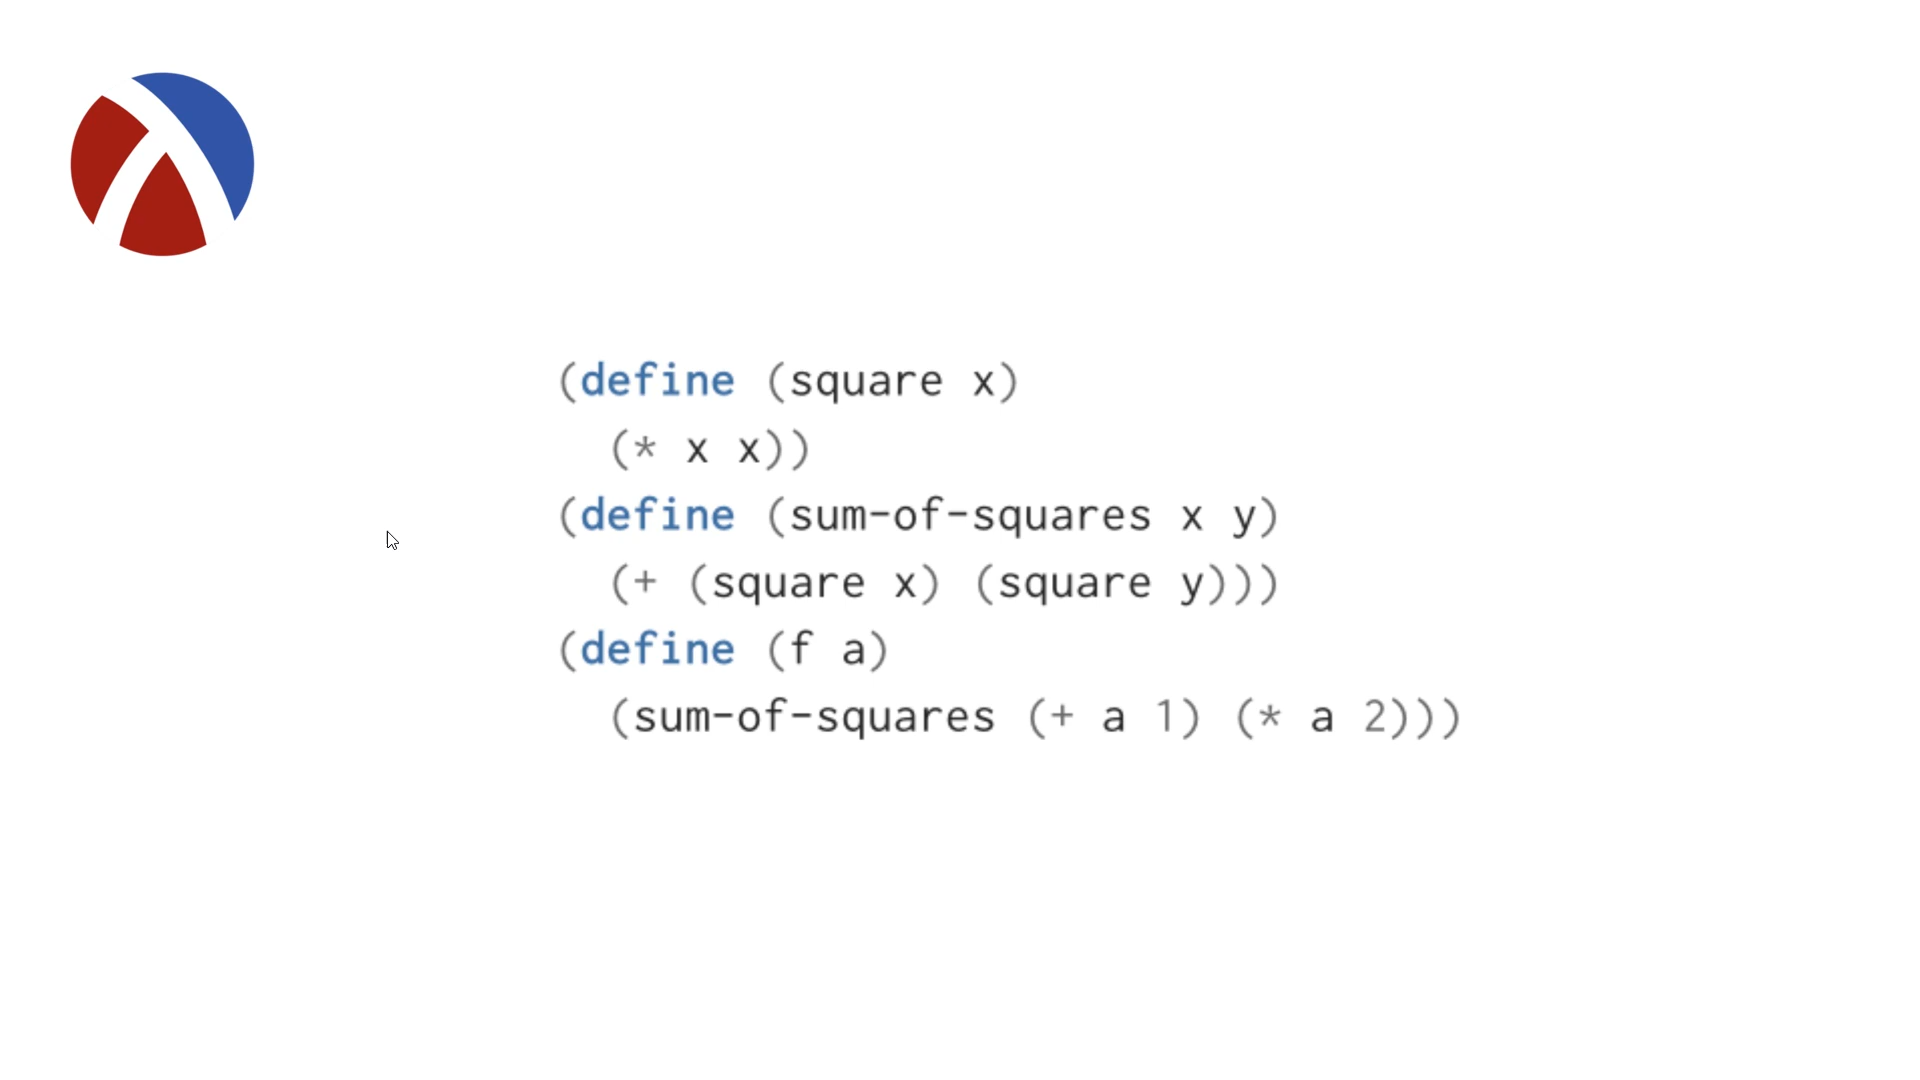 (define (square x)
(* x x))
(define (sum-of-squares x y)
(+ (square x) (square y)))
(define (f a)
(sum-of-squares (+ a 1) (* a 2)))